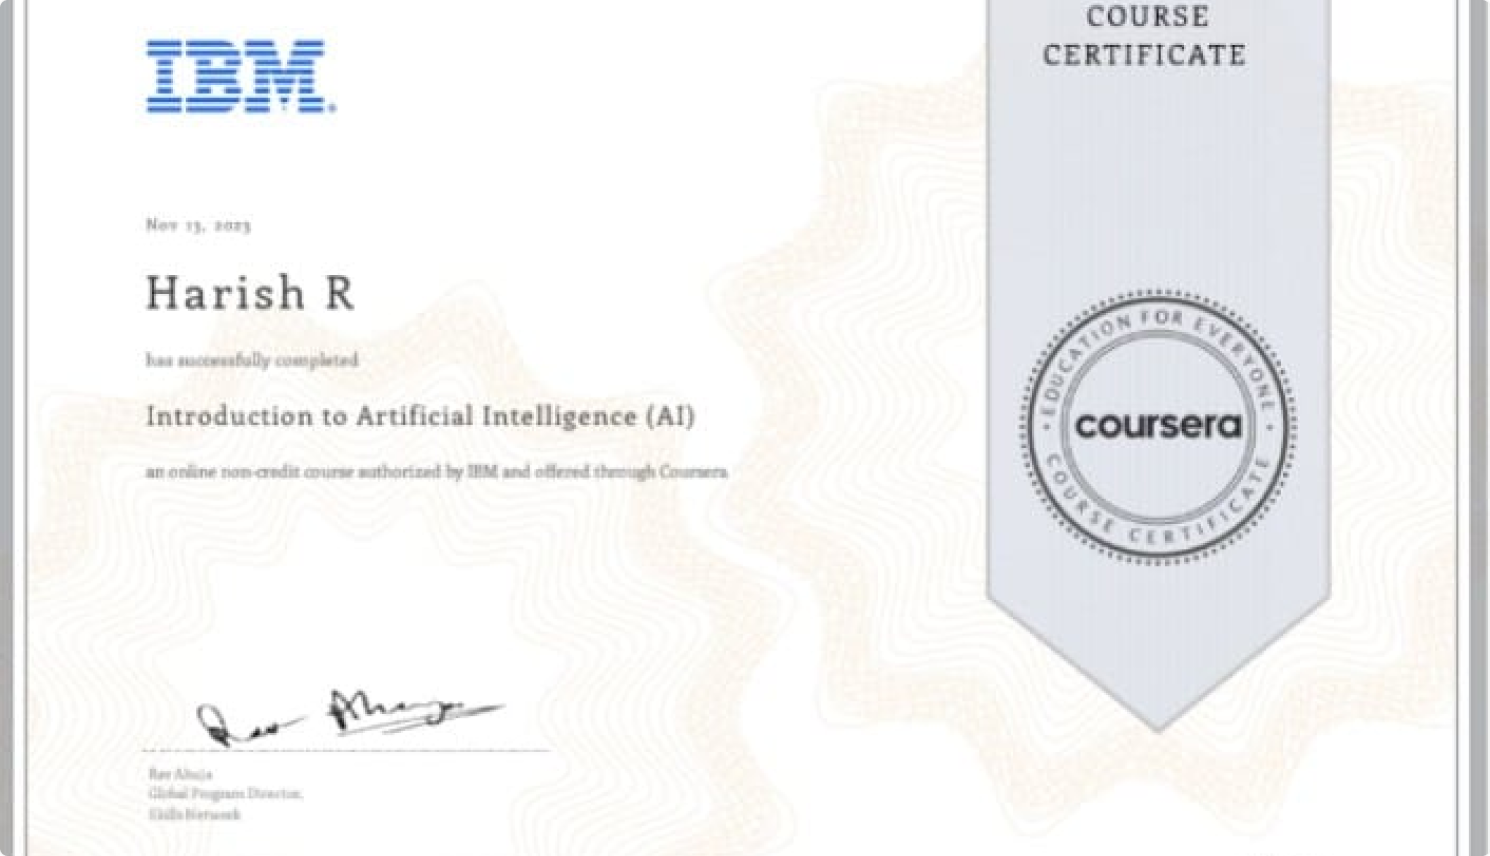 COURSE
CERTIFICATE
IBM
Nov 13, 2023
Harish R
has successfully completed
Introduction to Artificial Intelligence (AI)
an online non-credit course authorized by IBM and offered through Coursera
EDUCATION FOR EVERYONE
coursera
COURSE CERTIFICATE
Rav Ahuja
Global Program Director,
Skills Network